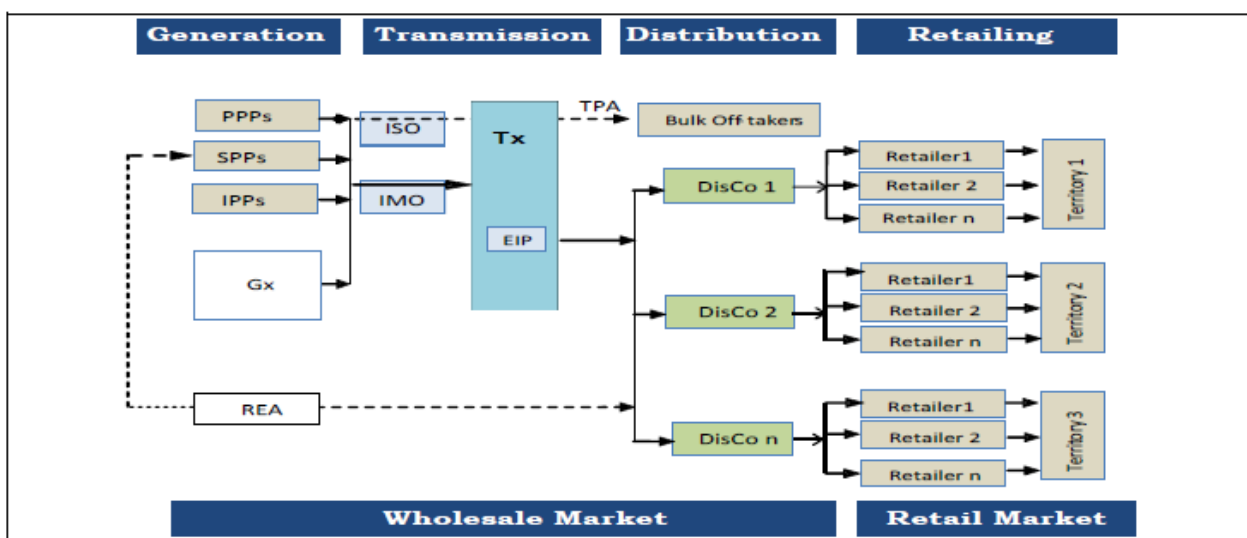 Generation
Transmission
Distribution
Retailing
PPPs
ISO
Tx
TPA
Bulk Off takers
SPPs
IPPs
IMO
EIP
Gx
REA
DisCo 1
Retailer1
Retailer 2
Retailer n
Territory 1
DisCo 2
Retailer1
Retailer 2
Retailer n
Territory 2
DisCo n
Retailer1
Retailer 2
Retailer n
Territory3
Wholesale Market
Retail Market